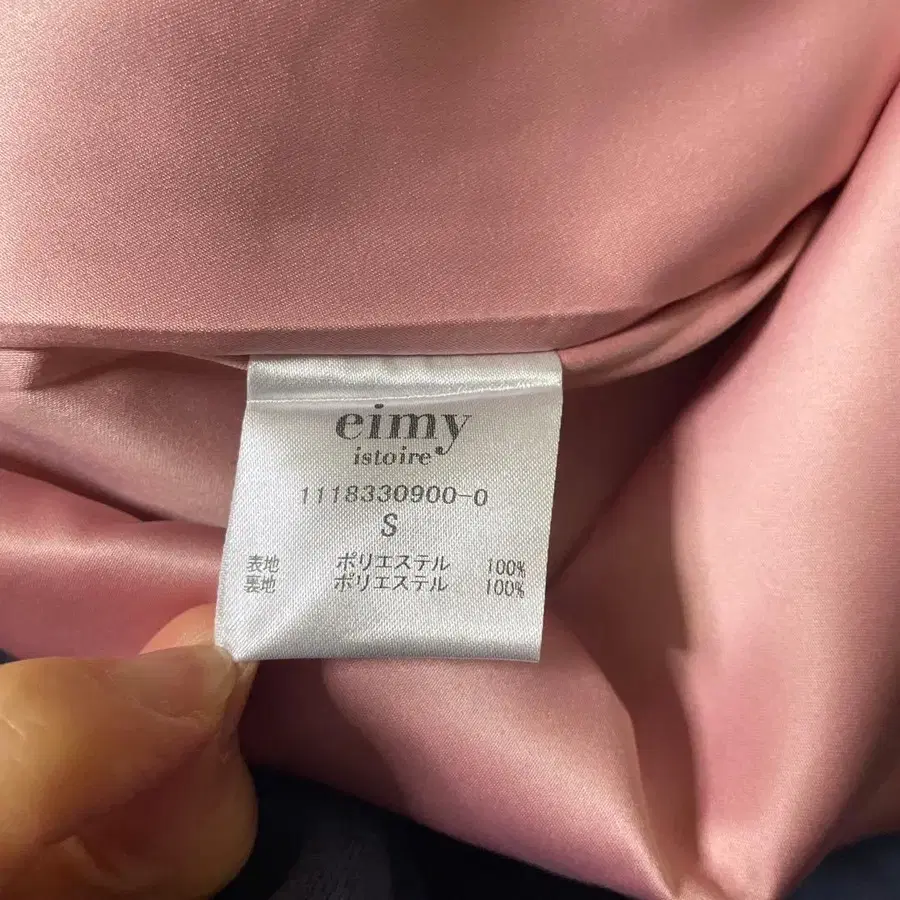 eimy
istoire
1118330900-0
S
表地 ポリエステル 100%
裏地 ポリエステル 100%